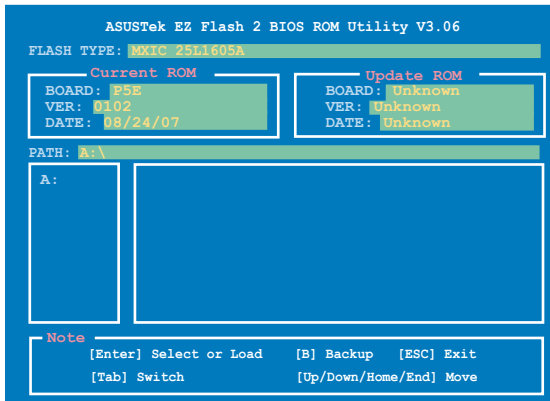 ASUSTek EZ Flash 2 BIOS ROM Utility V3.06
FLASH TYPE: MXIC 25L1605A
Current ROM
BOARD: P5E
VER: 0102
DATE: 08/24/07
Update ROM
BOARD: Unknown
VER: Unknown
DATE: Unknown
PATH: A:\
A:
Note
[Enter] Select or Load [B] Backup [ESC] Exit
[Tab] Switch [Up/Down/Home/End] Move